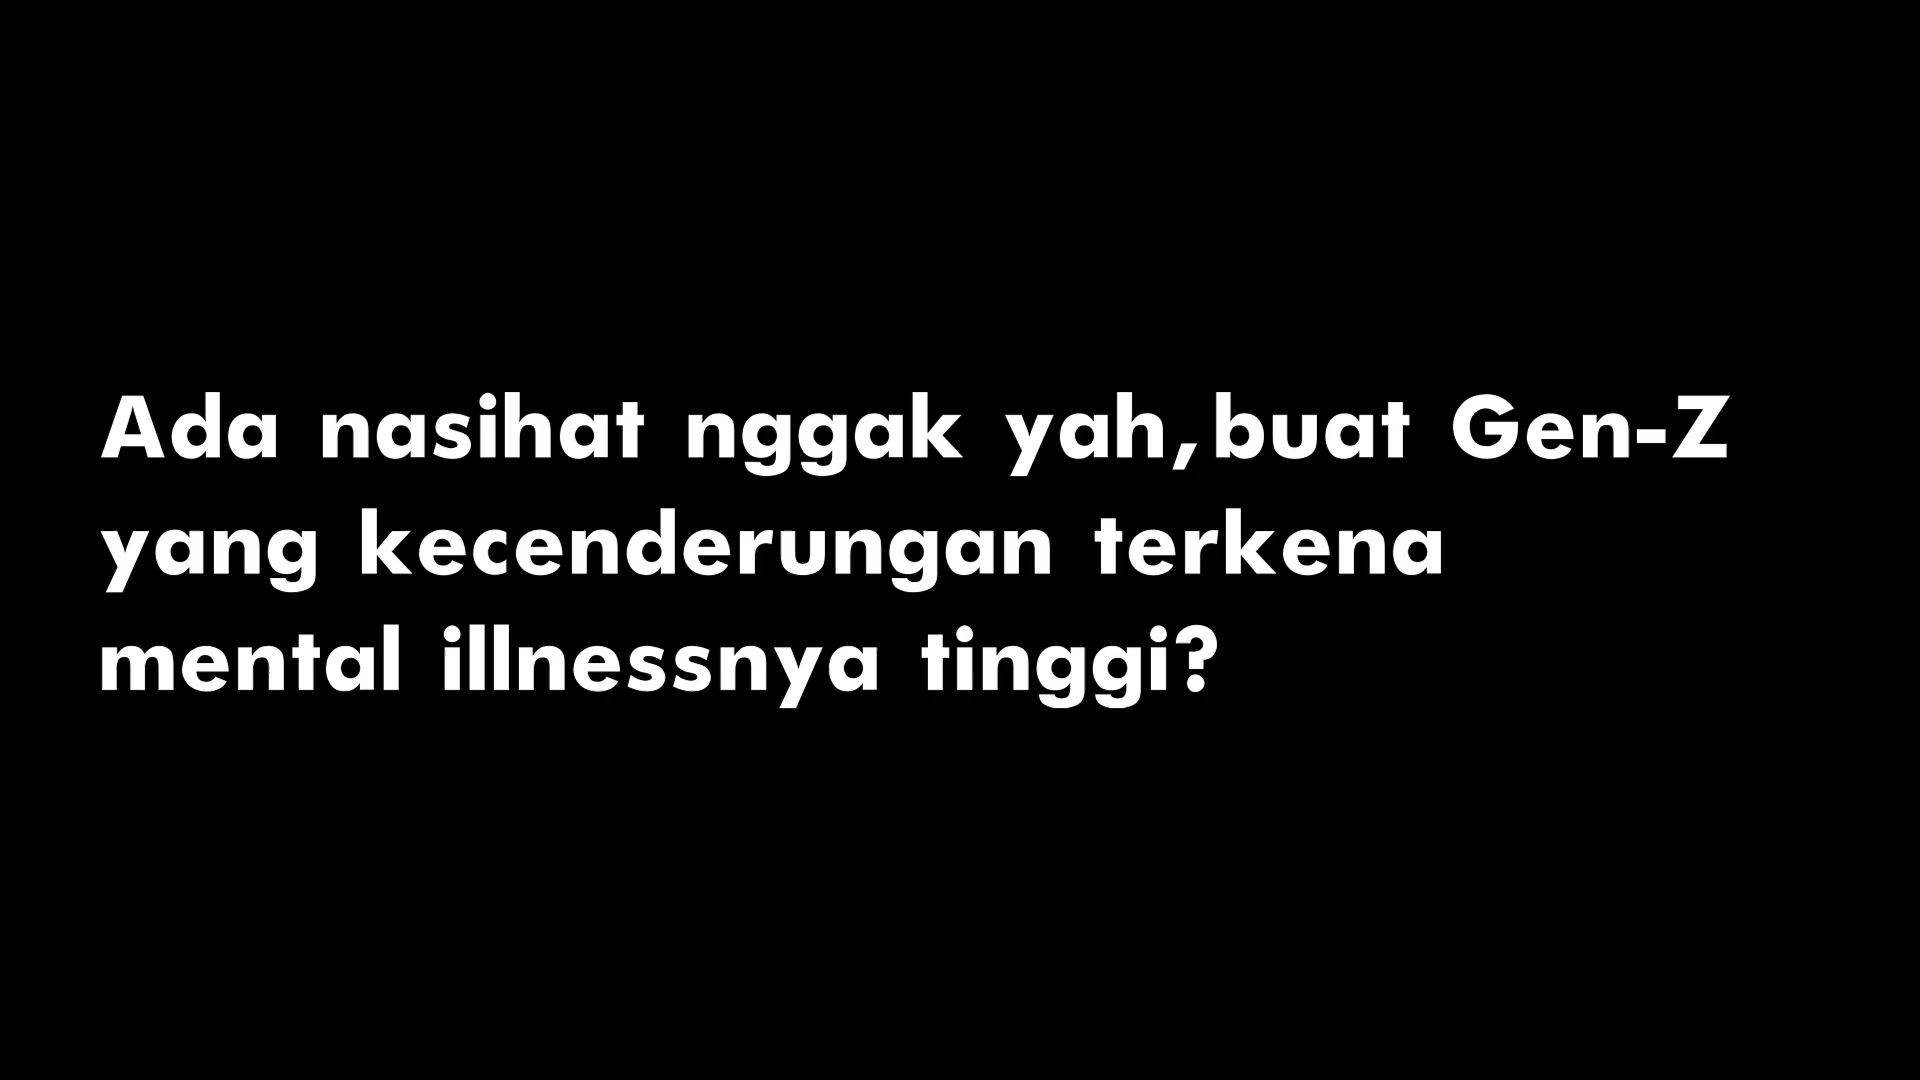 Ada nasihat nggak yah,buat Gen-Z
yang kecenderungan terkena
mental illnessnya tinggi?